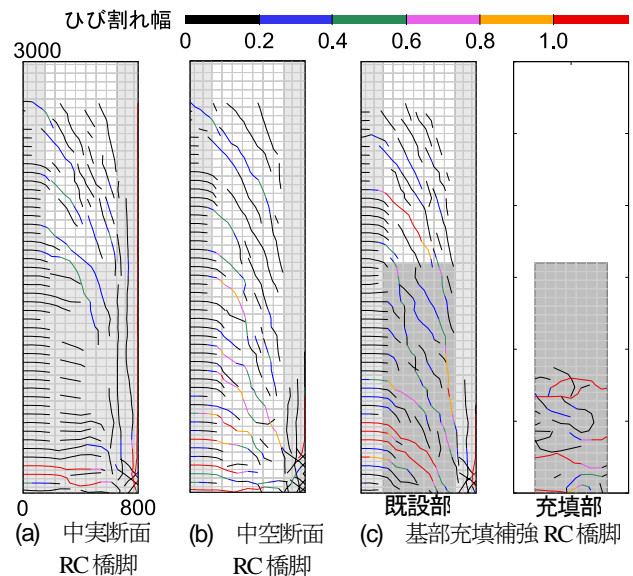 ひび割れ幅
0 0.2 0.4 0.6 0.8 1.0
3000
0 800
既設部 充填部
(a) 中実断面
RC 橋脚
(b) 中空断面
RC 橋脚
(c) 基部充填補強 RC 橋脚